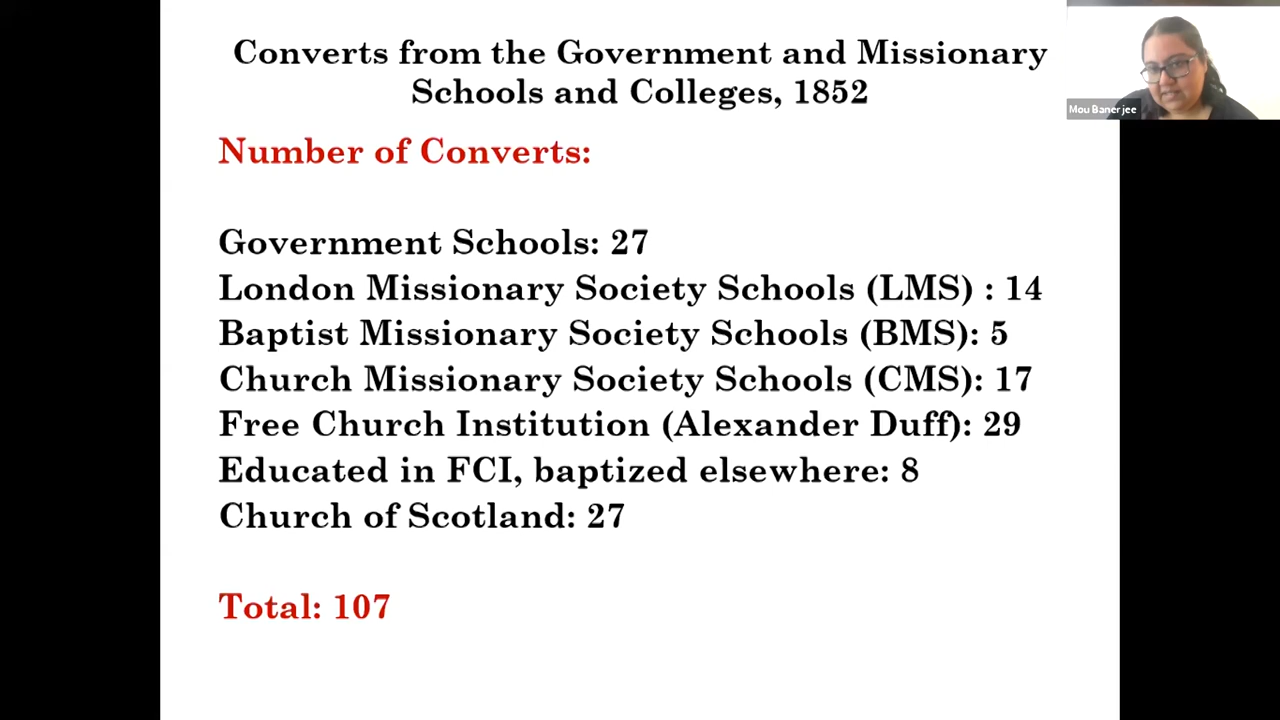 Converts from the Government and Missionary
Schools and Colleges, 1852
Mou Banerjee
Number of Converts:
Government Schools: 27
London Missionary Society Schools (LMS) : 14
Baptist Missionary Society Schools (BMS): 5
Church Missionary Society Schools (CMS): 17
Free Church Institution (Alexander Duff): 29
Educated in FCI, baptized elsewhere: 8
Church of Scotland: 27
Total: 107